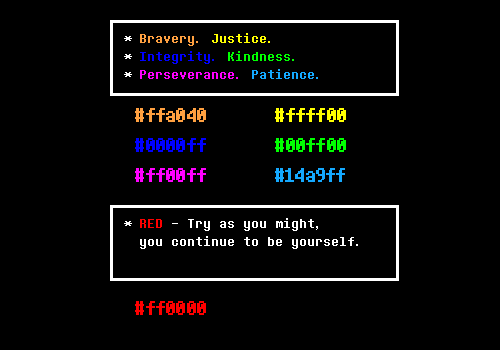 * Bravery. Justice.
* Integrity. Kindness.
* Perseverance. Patience.
#ffa040 #ffff00
#0000ff #00ff00
#ff00ff #14a9ff
* RED - Try as you might,
you continue to be yourself.
#ff0000